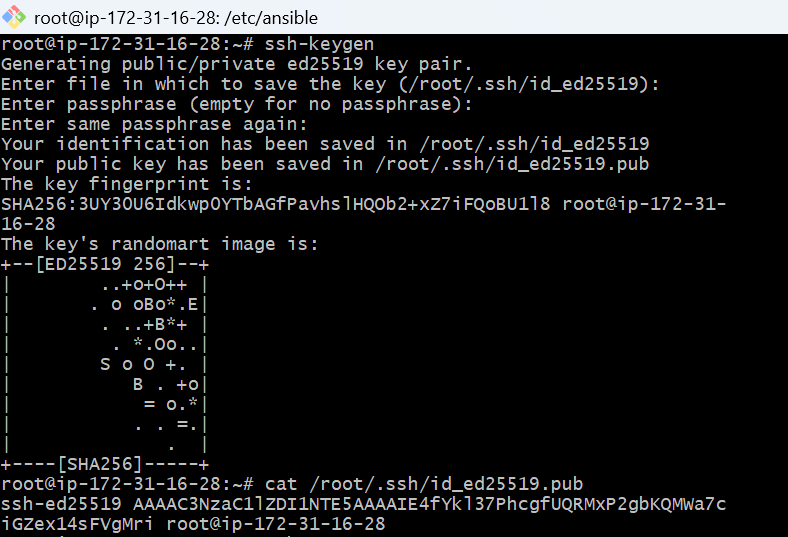 root@ip-172-31-16-28: /etc/ansible
root@ip-172-31-16-28:~# ssh-keygen
Generating public/private ed25519 key pair.
Enter file in which to save the key (/root/.ssh/id_ed25519):
Enter passphrase (empty for no passphrase):
Enter same passphrase again:
Your identification has been saved in /root/.ssh/id_ed25519
Your public key has been saved in /root/.ssh/id_ed25519.pub
The key fingerprint is:
SHA256:3UY3OU6IdkwpOYTbAGfPavhslHQOb2+xZ7iFQoBU1l8 root@ip-172-31-
16-28
The key's randomart image is:
+--[ED25519 256]--+
|        ..+o+O++ |
|       . o oBo*.E|
|        . ..+B*+ |
|         . *.Oo..|
|        S o O +. |
|           B . +o|
|            = o.*|
|           . . =.|
|              .  |
+----[SHA256]-----+
root@ip-172-31-16-28:~# cat /root/.ssh/id_ed25519.pub
ssh-ed25519 AAAAC3NzaC1lZDI1NTE5AAAAIE4fYkl37PhcgfUQRMxP2gbKQMWa7c
iGZex14sFVgMri root@ip-172-31-16-28